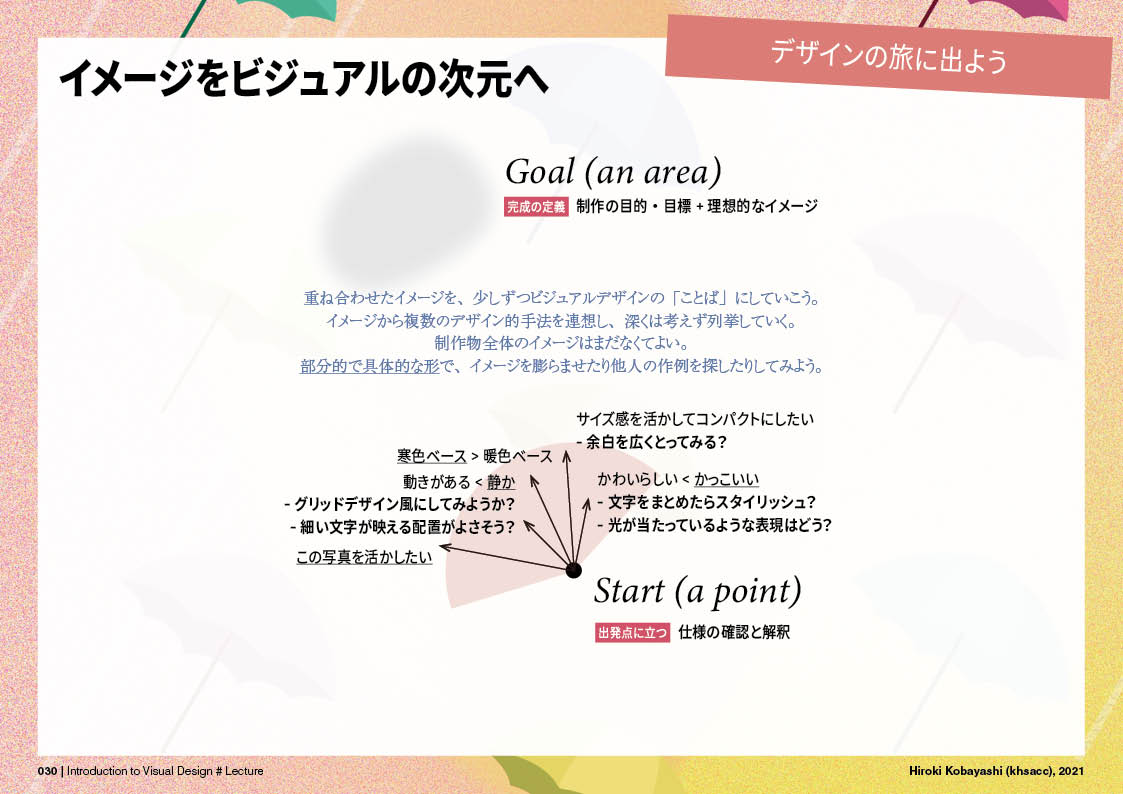 デザインの旅に出よう
イメージをビジュアルの次元へ
Goal (an area)
完成の定義 制作の目的・目標 + 理想的なイメージ
重ね合わせたイメージを、少しずつビジュアルデザインの「ことば」にしていこう。
イメージから複数のデザイン的手法を連想し、深くは考えず列挙していく。
制作物全体のイメージはまだなくてよい。
部分的で具体的な形で、イメージを膨らませたり他人の作例を探したりしてみよう。
サイズ感を活かしてコンパクトにしたい
- 余白を広くとってみる？
寒色ベース > 暖色ベース
動きがある < 静か
- グリッドデザイン風にしてみようか？
- 細い文字が映える配置がよさそう？
この写真を活かしたい
かわいらしい < かっこいい
- 文字をまとめたらスタイリッシュ？
- 光が当たっているような表現はどう？
Start (a point)
出発点に立つ 仕様の確認と解釈
030 | Introduction to Visual Design # Lecture
Hiroki Kobayashi (khsacc), 2021